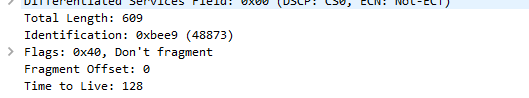 Differentiated Services Field: 0x00 (DSCP: CS0, ECN: Not-ECT)
Total Length: 609
Identification: 0xbee9 (48873)
Flags: 0x40, Don't fragment
Fragment Offset: 0
Time to Live: 128